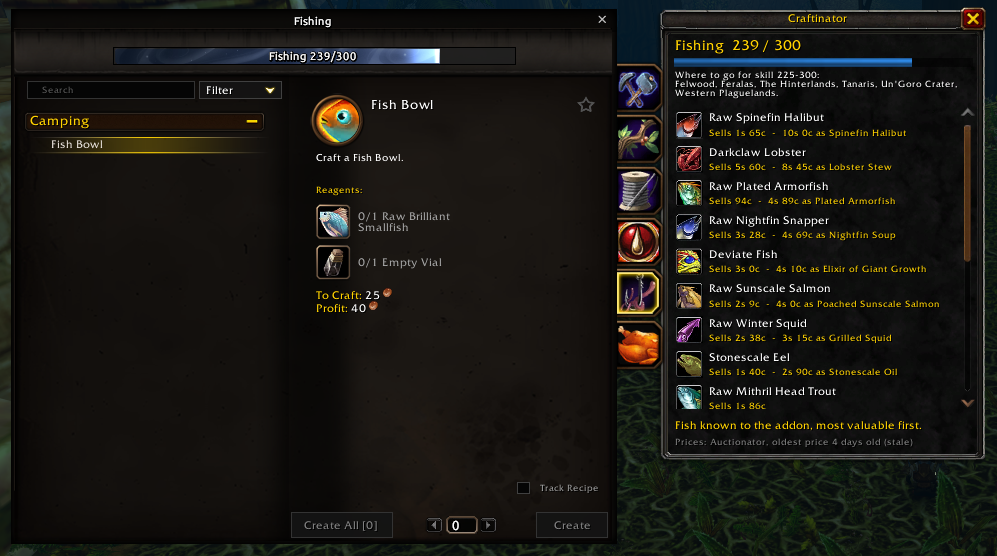 Fishing
Fishing 239/300
Search
Filter
Camping
Fish Bowl
Fish Bowl
Craft a Fish Bowl.
Reagents:
0/1 Raw Brilliant
Smallfish
0/1 Empty Vial
To Craft: 25
Profit: 40
Track Recipe
Create All [0]
0
Create
Craftinator
Fishing 239 / 300
Where to go for skill 225-300:
Felwood, Feralas, The Hinterlands, Tanaris, Un'Goro Crater,
Western Plaguelands.
Raw Spinefin Halibut
Sells 1s 65c - 10s 0c as Spinefin Halibut
Darkclaw Lobster
Sells 5s 60c - 8s 45c as Lobster Stew
Raw Plated Armorfish
Sells 94c - 4s 89c as Plated Armorfish
Raw Nightfin Snapper
Sells 3s 28c - 4s 69c as Nightfin Soup
Deviate Fish
Sells 3s 0c - 4s 10c as Elixir of Giant Growth
Raw Sunscale Salmon
Sells 2s 9c - 4s 0c as Poached Sunscale Salmon
Raw Winter Squid
Sells 2s 38c - 3s 15c as Grilled Squid
Stonescale Eel
Sells 1s 40c - 2s 90c as Stonescale Oil
Raw Mithril Head Trout
Sells 1s 86c
Fish known to the addon, most valuable first.
Prices: Auctionator, oldest price 4 days old (stale)